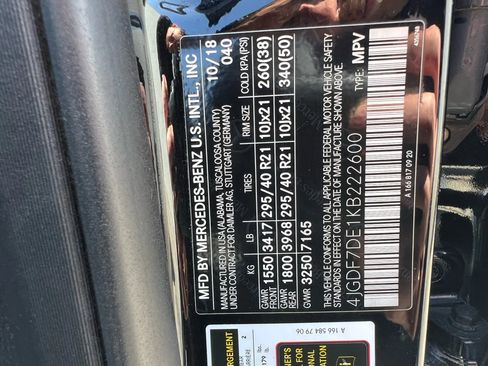 MFD BY MERCEDES-BENZ U.S. INTL., INC
MANUFACTURED IN USA (ALABAMA, TUSCALOOSA COUNTY)
UNDER CONTRACT FOR DAIMLER AG, STUTTGART (GERMANY)
10/18
040
KG LB TIRES RIM SIZE COLD KPA(PSI)
GAWR FRONT 1550 3417 295/40 R21 10Jx21 260(38)
GAWR REAR 1800 3968 295/40 R21 10Jx21 340(50)
GVWR 3250 7165
THIS VEHICLE CONFORMS TO ALL APPLICABLE FEDERAL MOTOR VEHICLE SAFETY
STANDARDS IN EFFECT ON THE DATE OF MANUFACTURE SHOWN ABOVE.
4JGDF7DE1KB222600 TYPE: MPV
A 166 817 09 20
A 166 584 79 06
2